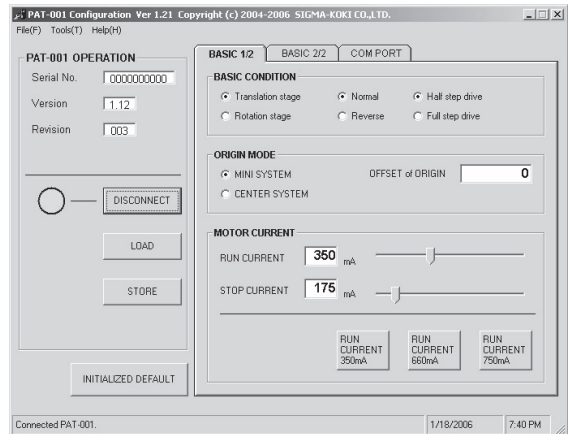 PAT-001 Configuration Ver 1.21 Copyright (c) 2004-2006 SIGMA-KOKI CO.,LTD.
File(F) Tools(T) Help(H)
PAT-001 OPERATION
Serial No. 0000000000
Version 1.12
Revision 003
DISCONNECT
LOAD
STORE
INITIALIZED DEFAULT
BASIC 1/2 BASIC 2/2 COM PORT
BASIC CONDITION
Translation stage Normal Half step drive
Rotation stage Reverse Full step drive
ORIGIN MODE
MINI SYSTEM OFFSET of ORIGIN 0
CENTER SYSTEM
MOTOR CURRENT
RUN CURRENT 350 mA
STOP CURRENT 175 mA
RUN CURRENT 350mA
RUN CURRENT 660mA
RUN CURRENT 750mA
Connected PAT-001. 1/18/2006 7:40 PM